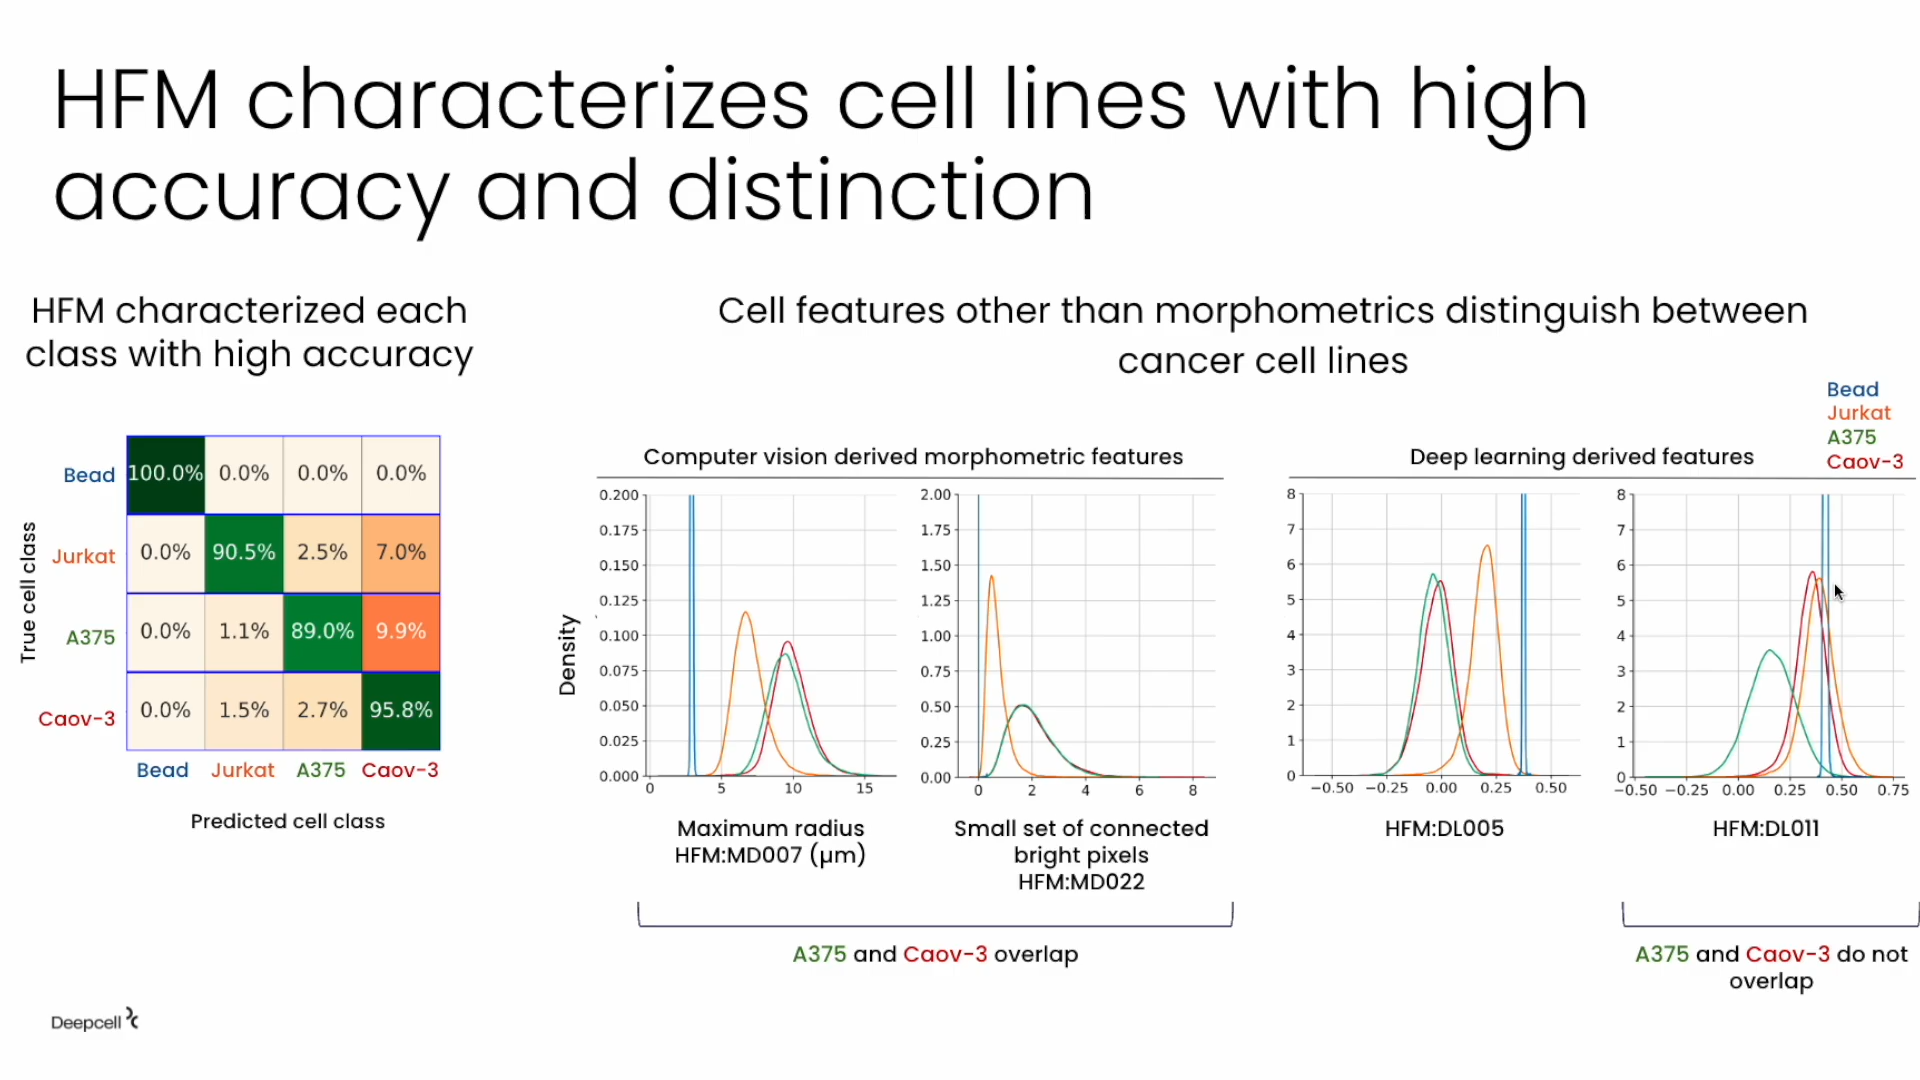 HFM characterizes cell lines with high
accuracy and distinction
HFM characterized each
class with high accuracy
True cell class
Bead
Jurkat
A375
Caov-3
100.0% 0.0% 0.0% 0.0%
0.0% 90.5% 2.5% 7.0%
0.0% 1.1% 89.0% 9.9%
0.0% 1.5% 2.7% 95.8%
Bead Jurkat A375 Caov-3
Predicted cell class
Cell features other than morphometrics distinguish between
cancer cell lines
Bead
Jurkat
A375
Caov-3
Computer vision derived morphometric features
Density
0.200
0.175
0.150
0.125
0.100
0.075
0.050
0.025
0.000
0 5 10 15
Maximum radius
HFM:MD007 (µm)
2.00
1.75
1.50
1.25
1.00
0.75
0.50
0.25
0.00
0 2 4 6 8
Small set of connected
bright pixels
HFM:MD022
A375 and Caov-3 overlap
Deep learning derived features
8
7
6
5
4
3
2
1
0
−0.50 −0.25 0.00 0.25 0.50
HFM:DL005
8
7
6
5
4
3
2
1
0
−0.50 −0.25 0.00 0.25 0.50 0.75
HFM:DL011
A375 and Caov-3 do not
overlap
Deepcell